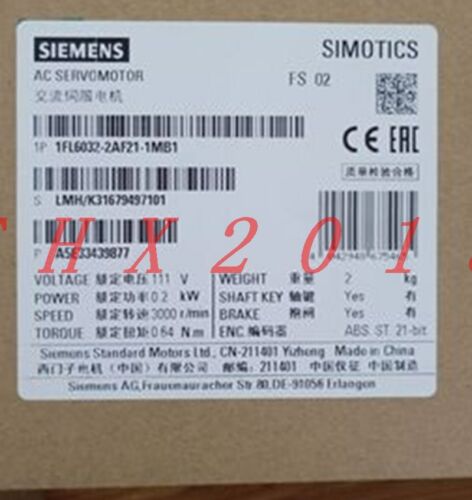 SIEMENS
SIMOTICS
AC SERVOMOTOR
FS 02
交流伺服电机
1P 1FL6032-2AF21-1MB1
CE EAC
质量检验合格
S LMH/K31679497101
THX201
P A5E33439877
VOLTAGE 额定电压 111 V WEIGHT 重量 2 kg
POWER 额定功率 0.2 kW SHAFT KEY 轴键 Yes 有
SPEED 额定转速 3000 r/min BRAKE 抱闸 Yes 有
TORQUE 额定扭矩 0.64 N.m ENC.编码器 ABS. ST. 21-bit
Siemens Standard Motors Ltd., CN-211401 Yizheng Made in China
西门子电机（中国）有限公司 邮编: 211401 中国仪征 中国制造
Siemens AG,Frauenauracher Str 80,DE-91056 Erlangen